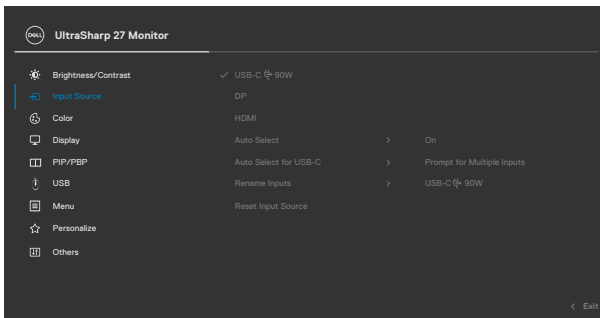 DELL UltraSharp 27 Monitor
Brightness/Contrast ✓ USB-C 90W
Input Source DP
Color HDMI
Display Auto Select > On
PIP/PBP Auto Select for USB-C > Prompt for Multiple Inputs
USB Rename Inputs > USB-C 90W
Menu Reset Input Source
Personalize
Others
< Exit